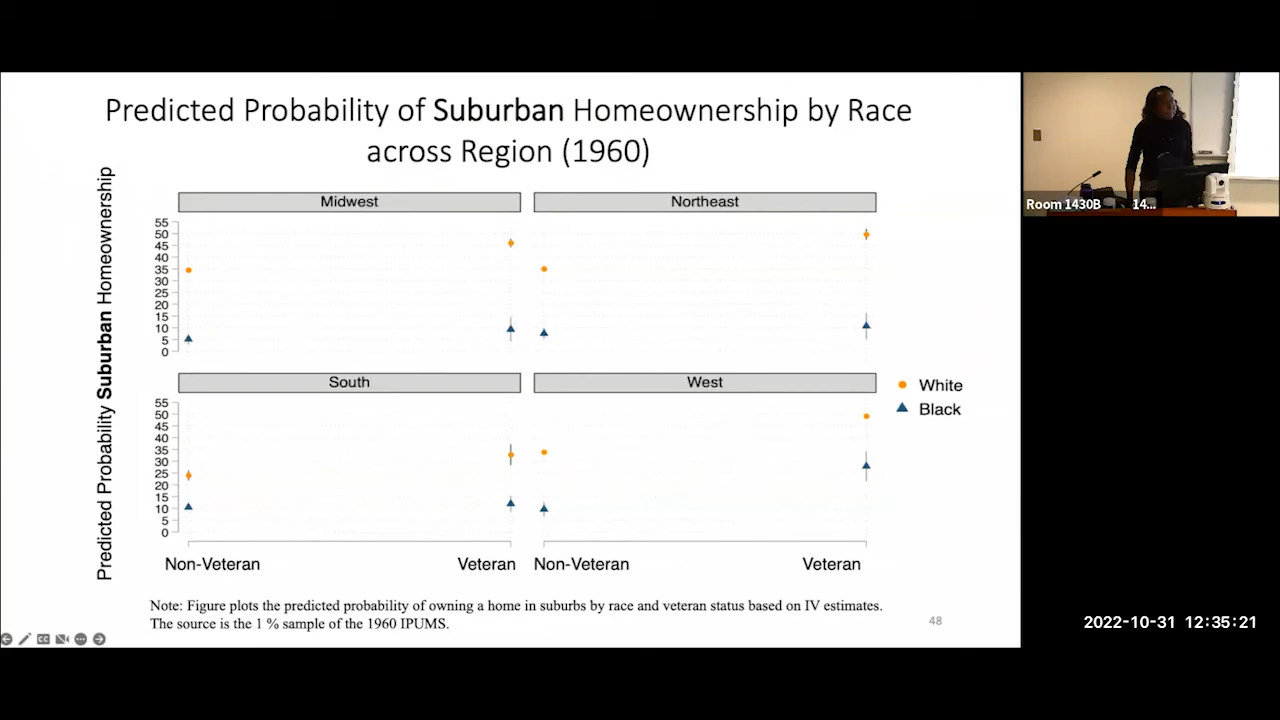 Predicted Probability of Suburban Homeownership by Race
across Region (1960)
Predicted Probability Suburban Homeownership
Midwest
Northeast
55
50
45
40
35
30
25
20
15
10
5
0
South
West
55
50
45
40
35
30
25
20
15
10
5
0
Non-Veteran
Veteran
Non-Veteran
Veteran
White
Black
Note: Figure plots the predicted probability of owning a home in suburbs by race and veteran status based on IV estimates.
The source is the 1 % sample of the 1960 IPUMS.
48
CC
Room 1430B
14...
2022-10-31 12:35:21